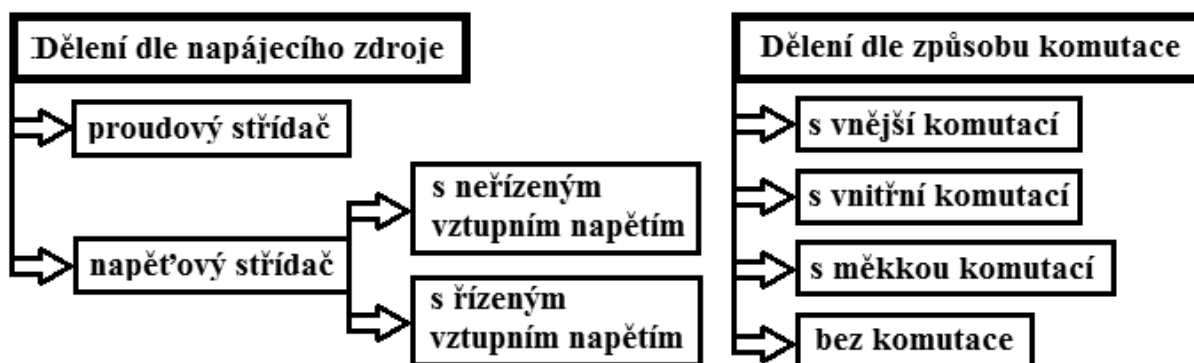 Dělení dle napájecího zdroje
proudový střídač
napěťový střídač
s neřízeným
vztupním napětím
s řízeným
vztupním napětím
Dělení dle způsobu komutace
s vnější komutací
s vnitřní komutací
s měkkou komutací
bez komutace